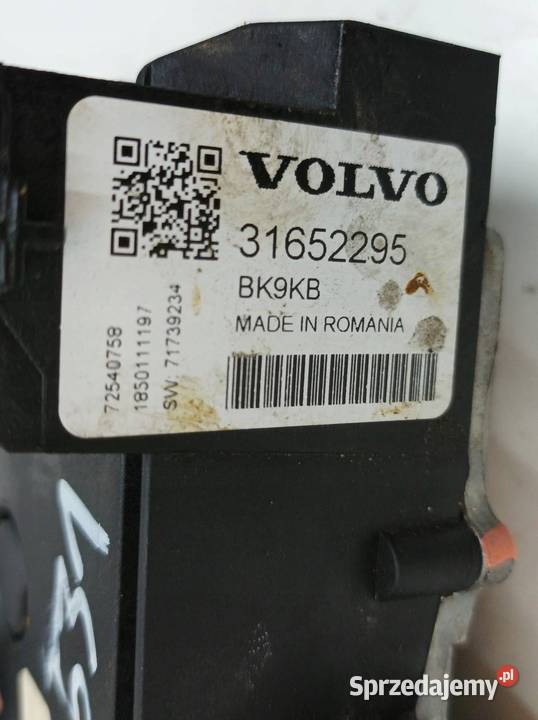 VOLVO
31652295
BK9KB
MADE IN ROMANIA
72540758
1850111197
SW: 71739234
Sprzedajemy.pl